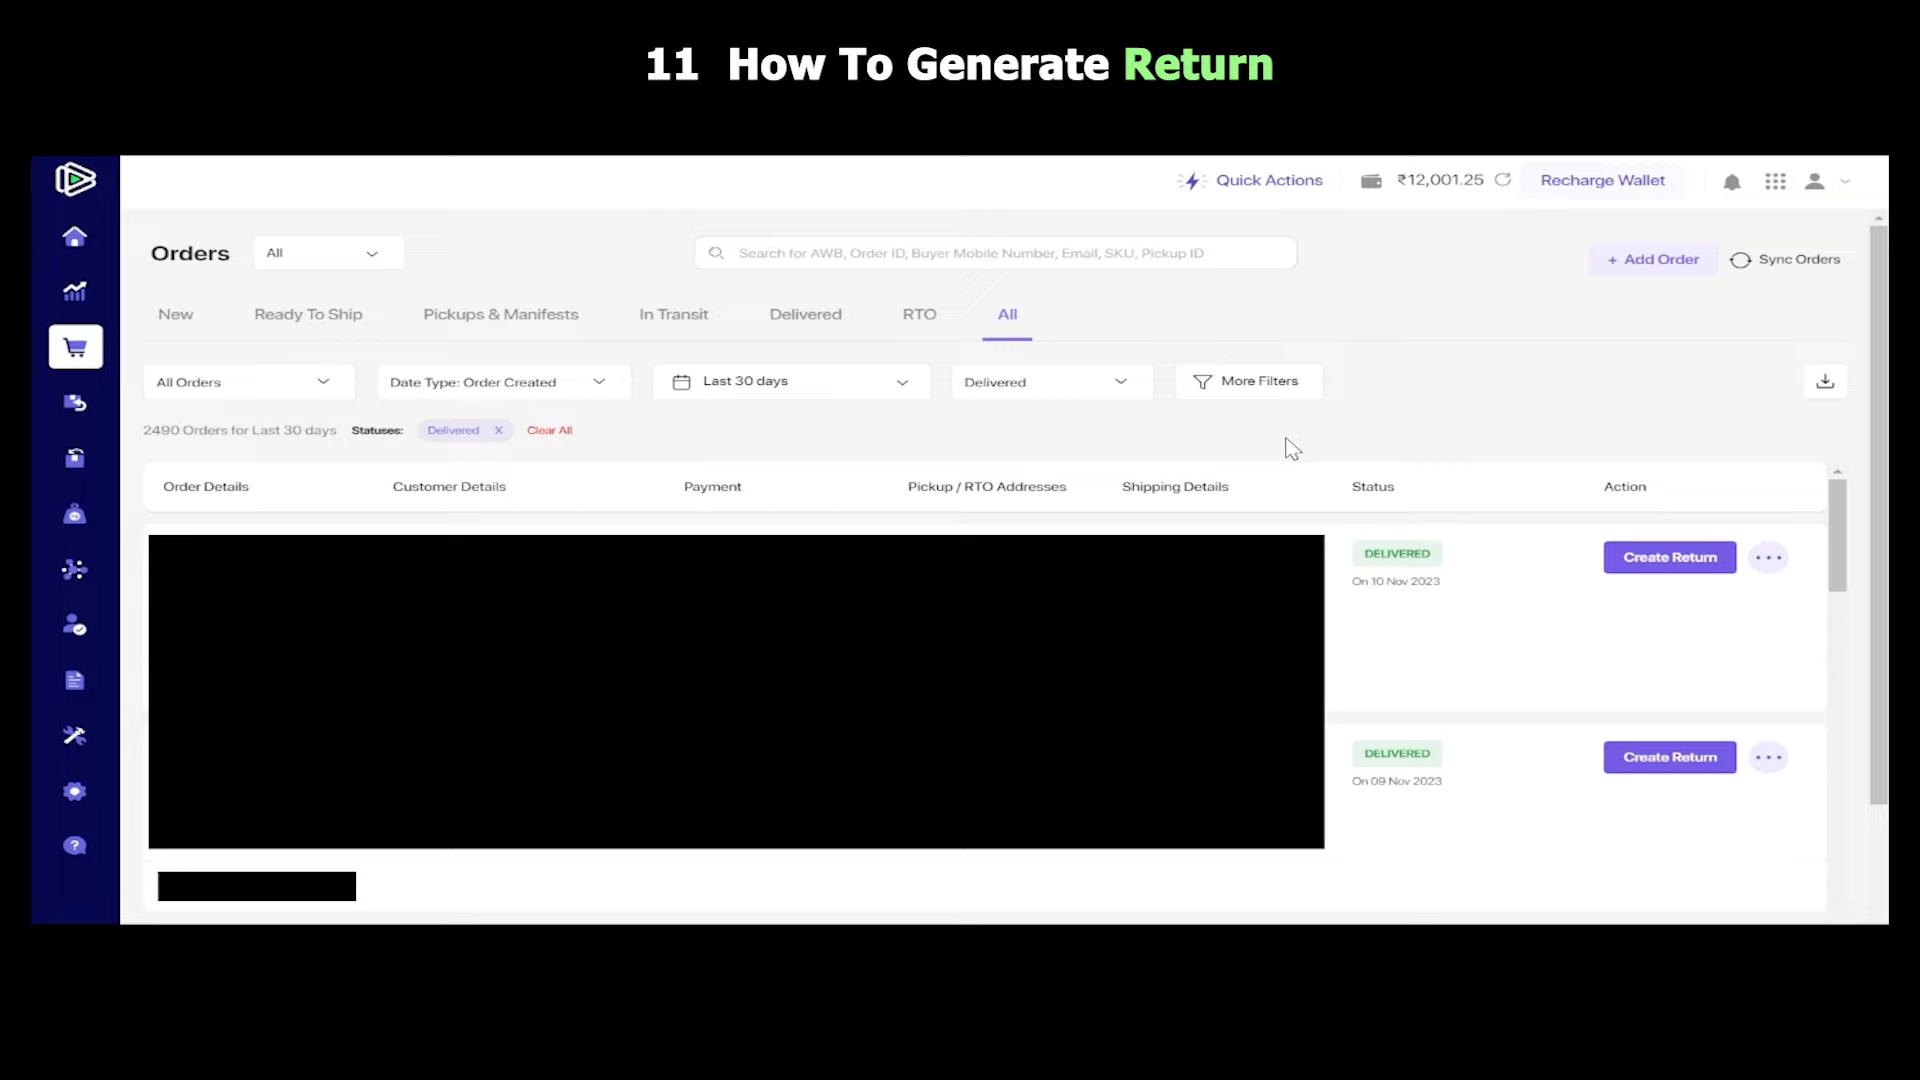 11 How To Generate Return
Quick Actions ₹12,001.25 Recharge Wallet
Orders All Search for AWB, Order ID, Buyer Mobile Number, Email, SKU, Pickup ID + Add Order Sync Orders
New Ready To Ship Pickups & Manifests In Transit Delivered RTO All
All Orders Date Type: Order Created Last 30 days Delivered More Filters
2490 Orders for Last 30 days Statuses: Delivered X Clear All
Order Details Customer Details Payment Pickup / RTO Addresses Shipping Details Status Action
DELIVERED Create Return ...
On 10 Nov 2023
DELIVERED Create Return ...
On 09 Nov 2023
?